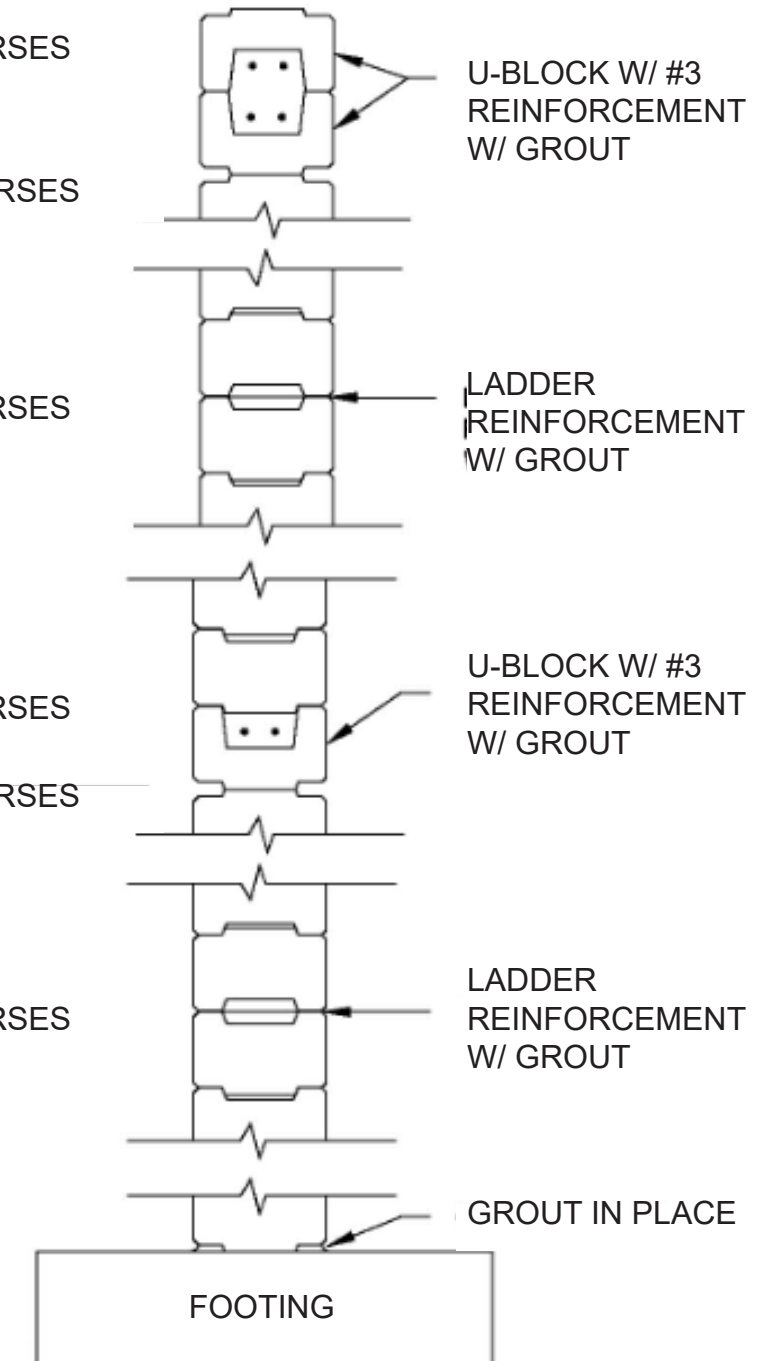 RSES
U-BLOCK W/ #3
REINFORCEMENT
W/ GROUT
RSES
LADDER
REINFORCEMENT
W/ GROUT
RSES
U-BLOCK W/ #3
REINFORCEMENT
W/ GROUT
RSES
RSES
LADDER
REINFORCEMENT
W/ GROUT
RSES
GROUT IN PLACE
FOOTING